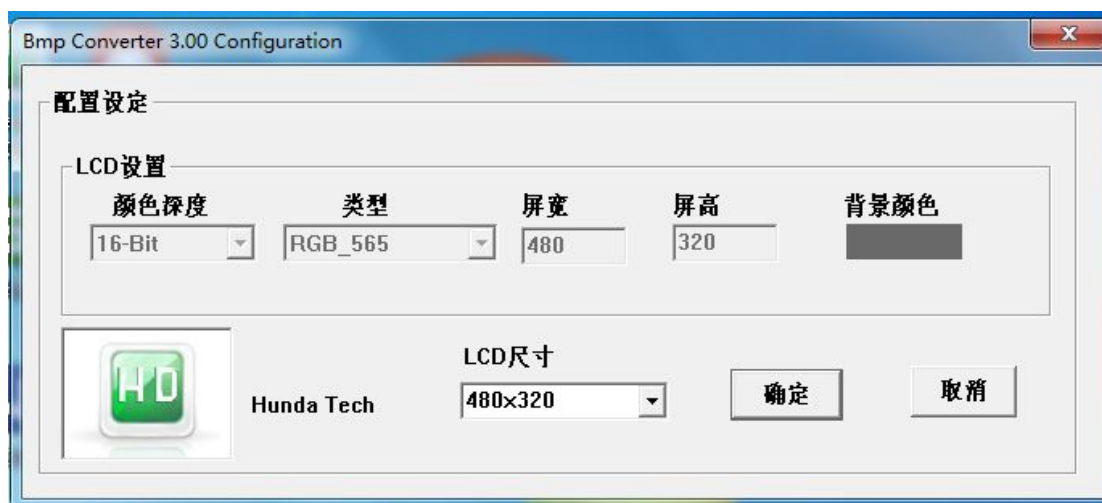 Bmp Converter 3.00 Configuration
配置设定
LCD设置
颜色深度 类型 屏宽 屏高 背景颜色
16-Bit RGB_565 480 320
LCD尺寸
HD Hunda Tech 480×320 确定 取消